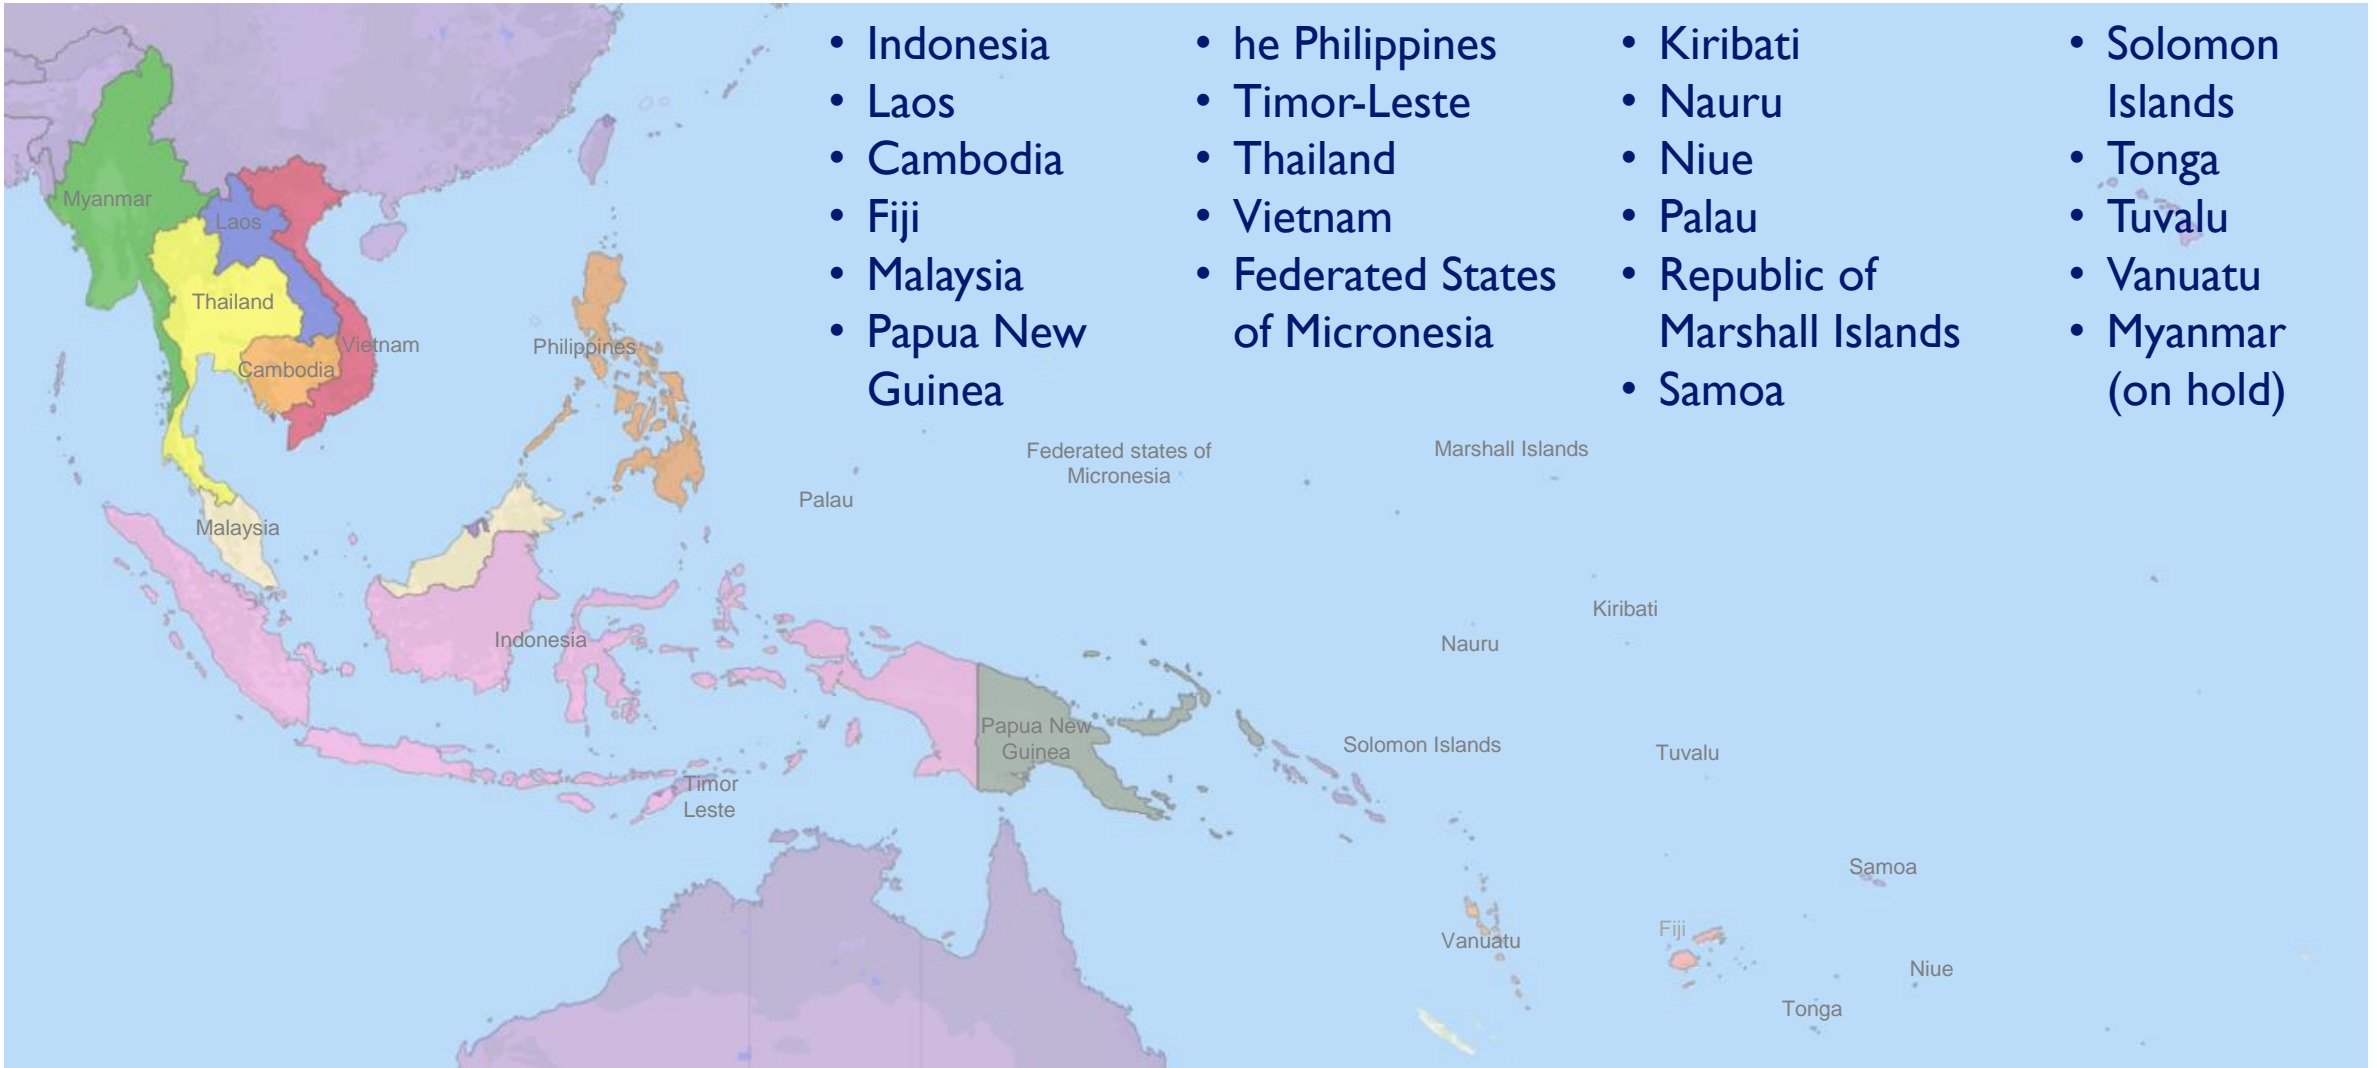 • Indonesia
• Laos
• Cambodia
• Fiji
• Malaysia
• Papua New
Guinea
• he Philippines
• Timor-Leste
• Thailand
• Vietnam
• Federated States
of Micronesia
• Kiribati
• Nauru
• Niue
• Palau
• Republic of
Marshall Islands
• Samoa
• Solomon
Islands
• Tonga
• Tuvalu
• Vanuatu
• Myanmar
(on hold)
Myanmar
Laos
Thailand
Vietnam
Cambodia
Philippines
Federated states of
Micronesia
Marshall Islands
Palau
Malaysia
Kiribati
Indonesia
Nauru
Papua New
Guinea
Solomon Islands
Tuvalu
Timor
Leste
Samoa
Fiji
Vanuatu
Niue
Tonga